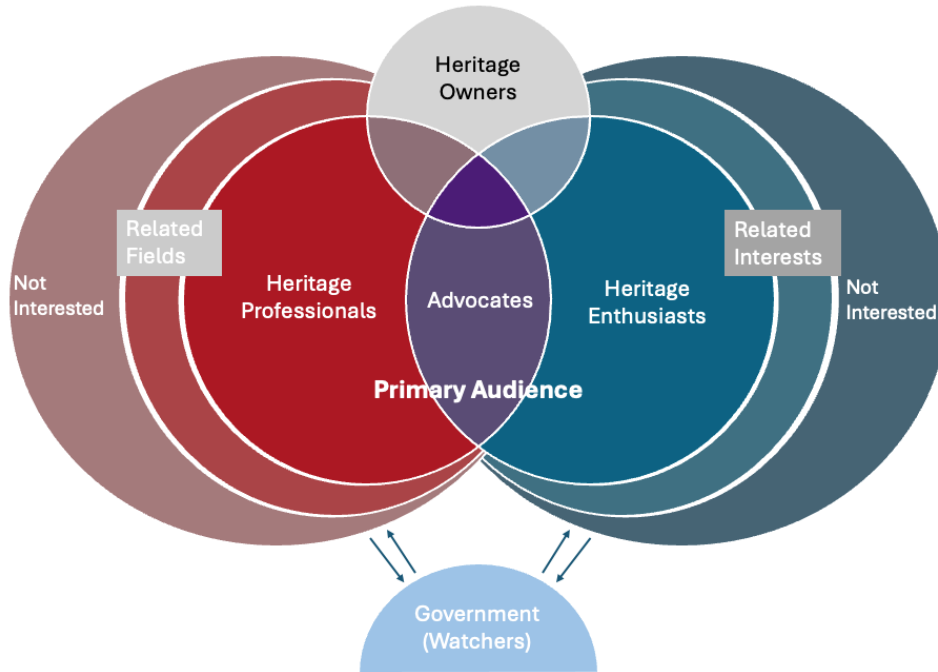 Heritage
Owners
Related
Fields
Related
Interests
Not
Interested
Heritage
Professionals
Advocates
Heritage
Enthusiasts
Not
Interested
Primary Audience
Government
(Watchers)